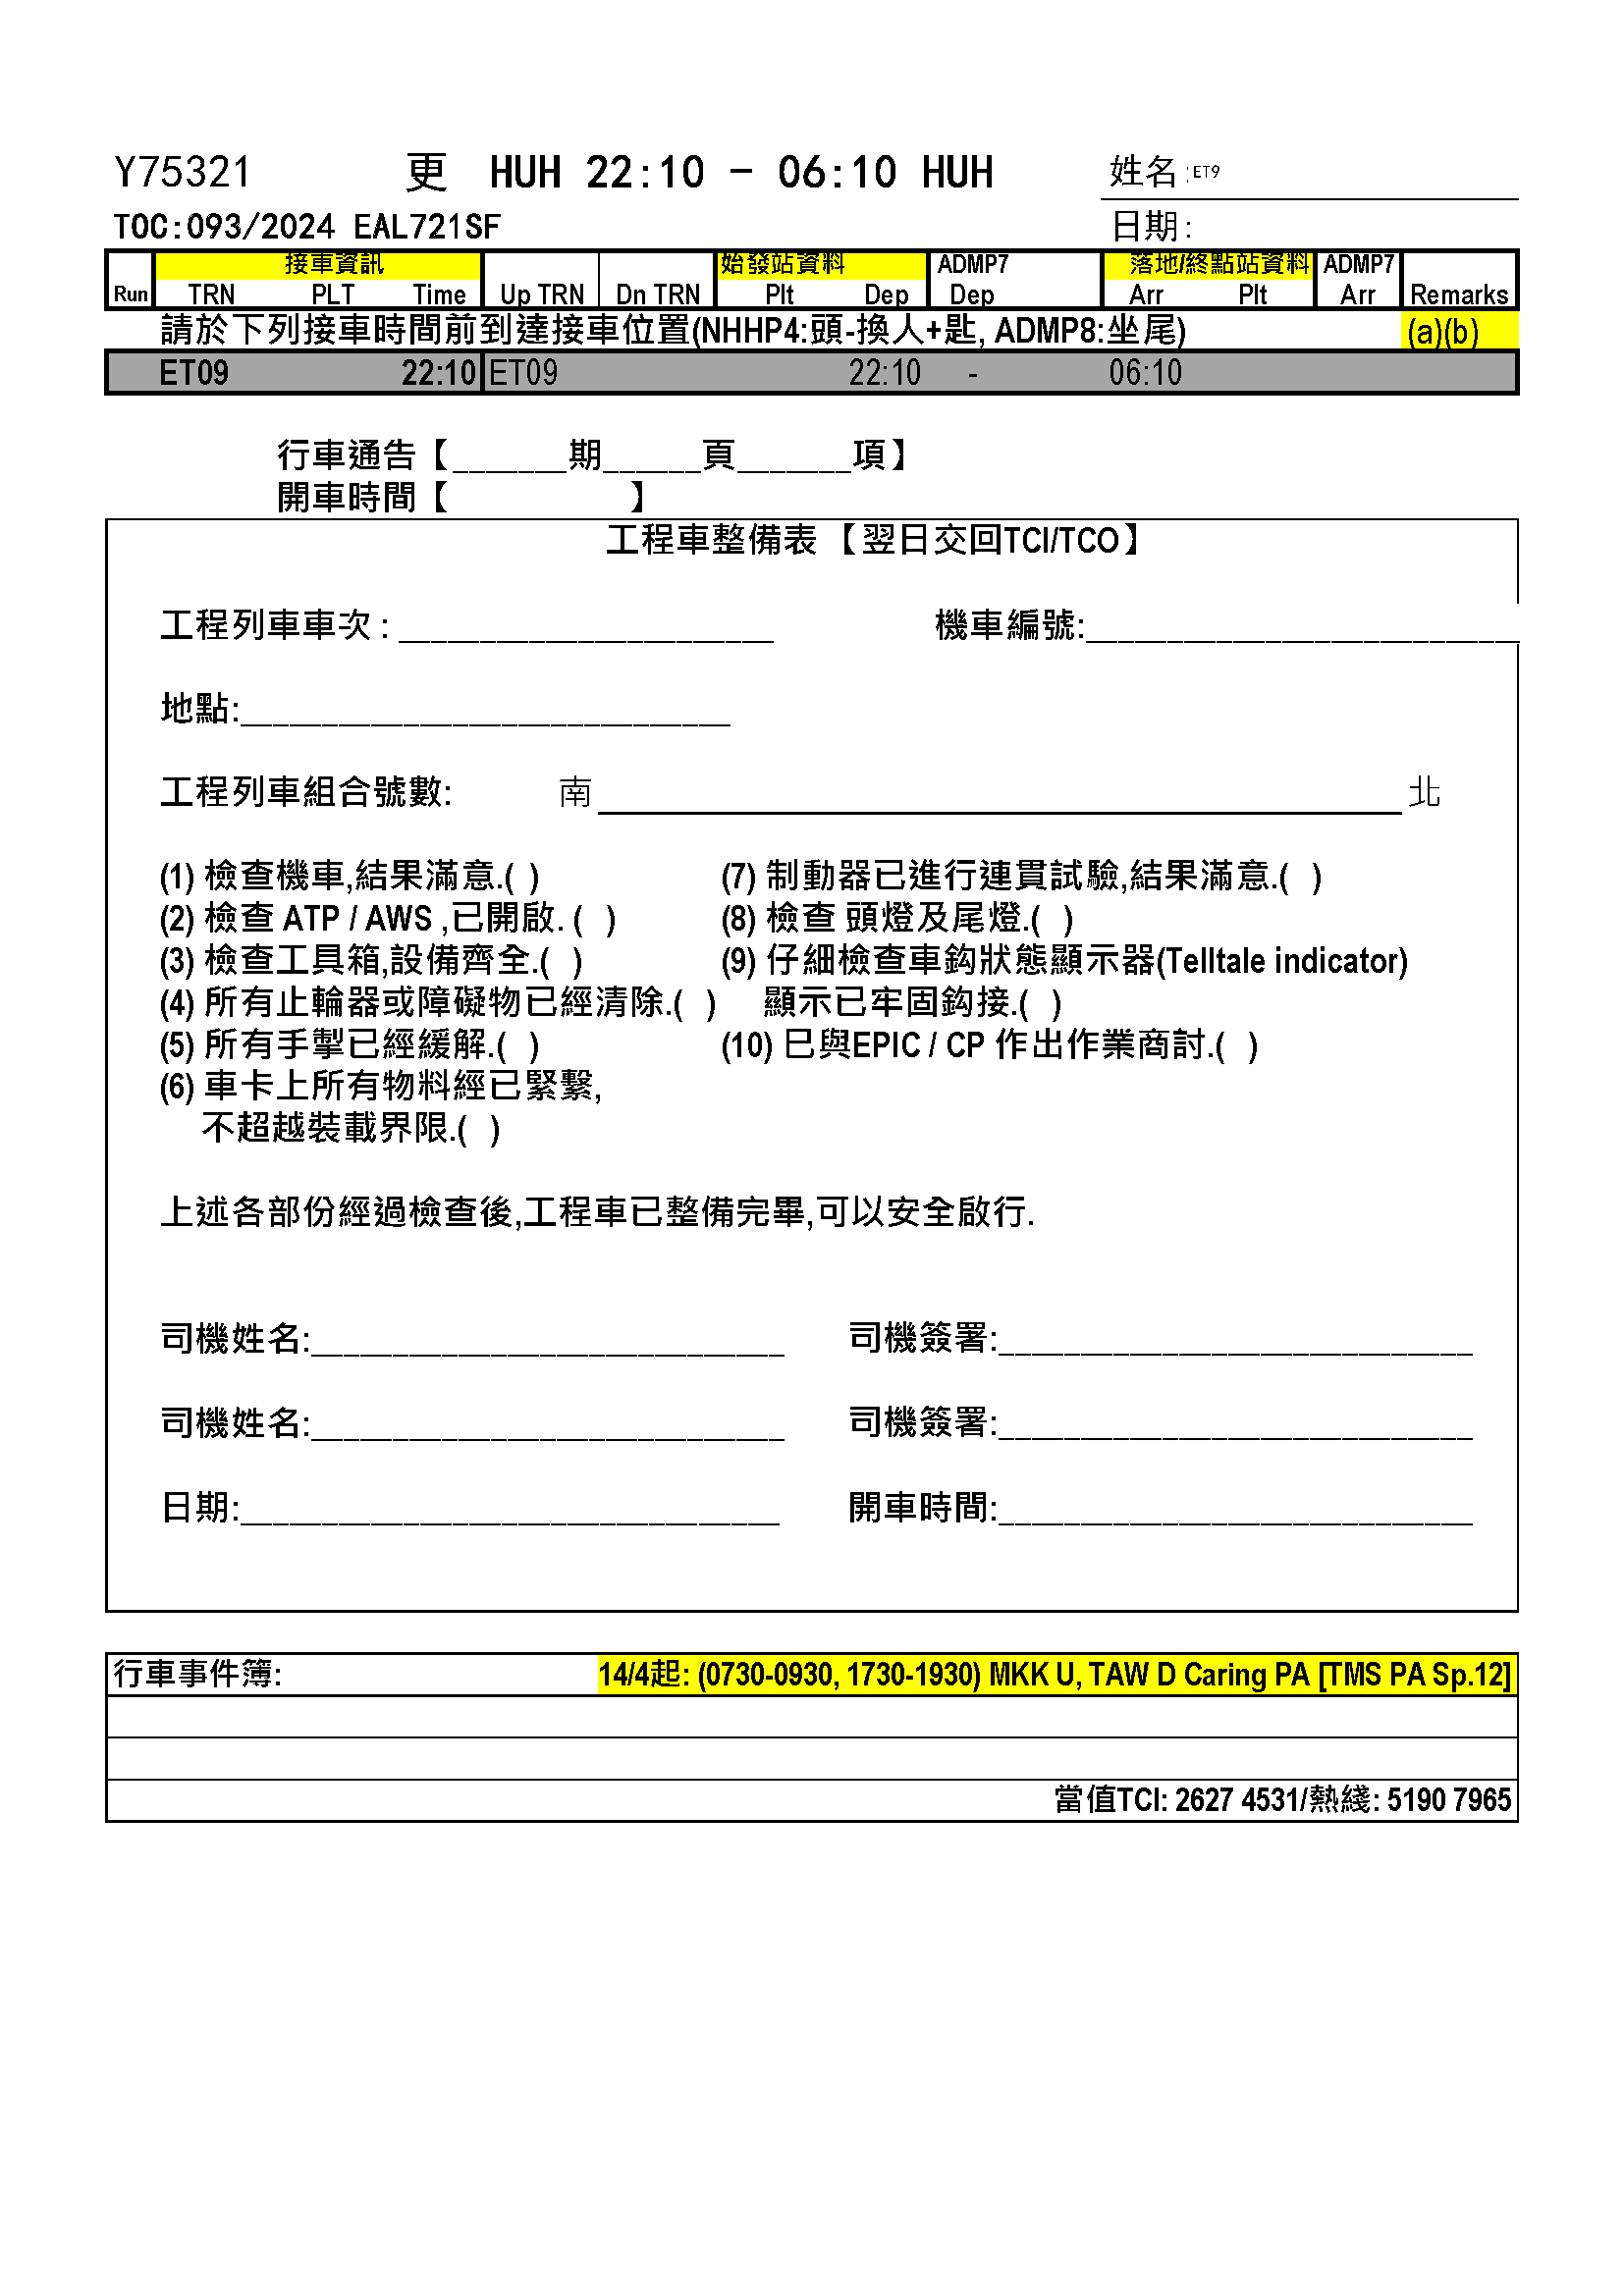 Y75321 更 HUH 22:10 - 06:10 HUH 姓名:ET9
TOC:093/2024 EAL721SF 日期:
接車資訊 始發站資料 ADMP7 落地/終點站資料 ADMP7
Run TRN PLT Time Up TRN Dn TRN Plt Dep Dep Arr Plt Arr Remarks
請於下列接車時間前到達接車位置(NHHP4:頭-換人+匙, ADMP8:坐尾) (a)(b)
ET09 22:10 ET09 22:10 - 06:10
行車通告【_______期______頁_______項】
開車時間【 】
工程車整備表 【翌日交回TCI/TCO】
工程列車車次 : _______________________ 機車編號:___________________________
地點:______________________________
工程列車組合號數: 南 北
(1) 檢查機車,結果滿意.( ) (7) 制動器已進行連貫試驗,結果滿意.( )
(2) 檢查 ATP / AWS ,已開啟. ( ) (8) 檢查 頭燈及尾燈.( )
(3) 檢查工具箱,設備齊全.( ) (9) 仔細檢查車鈎狀態顯示器(Telltale indicator)
(4) 所有止輪器或障礙物已經清除.( ) 顯示已牢固鈎接.( )
(5) 所有手掣已經緩解.( ) (10) 巳與EPIC / CP 作出作業商討.( )
(6) 車卡上所有物料經已緊繫,
不超越裝載界限.( )
上述各部份經過檢查後,工程車已整備完畢,可以安全啟行.
司機姓名:_____________________________ 司機簽署:_____________________________
司機姓名:_____________________________ 司機簽署:_____________________________
日期:_________________________________ 開車時間:_____________________________
行車事件簿: 14/4起: (0730-0930, 1730-1930) MKK U, TAW D Caring PA [TMS PA Sp.12]
當值TCI: 2627 4531/熱綫: 5190 7965